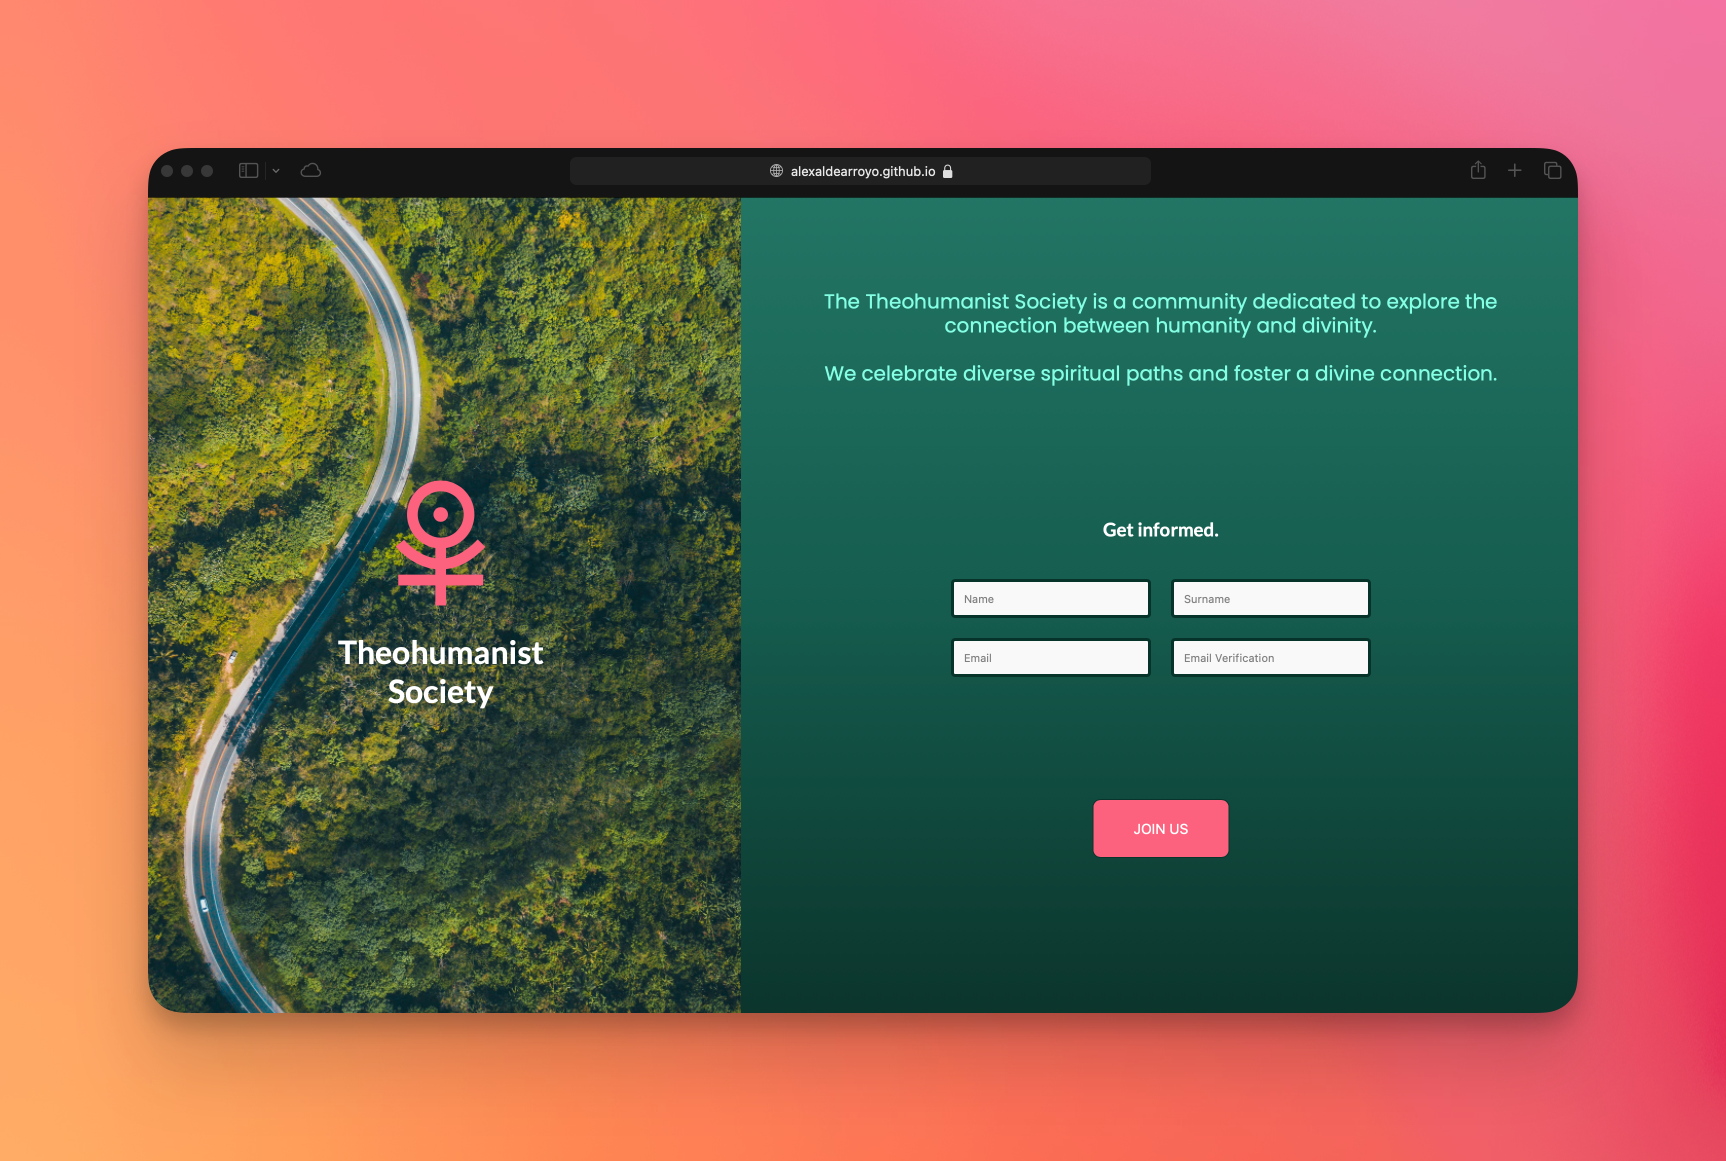 alexaldearroyo.github.io
Theohumanist
Society
The Theohumanist Society is a community dedicated to explore the
connection between humanity and divinity.
We celebrate diverse spiritual paths and foster a divine connection.
Get informed.
Name
Surname
Email
Email Verification
JOIN US